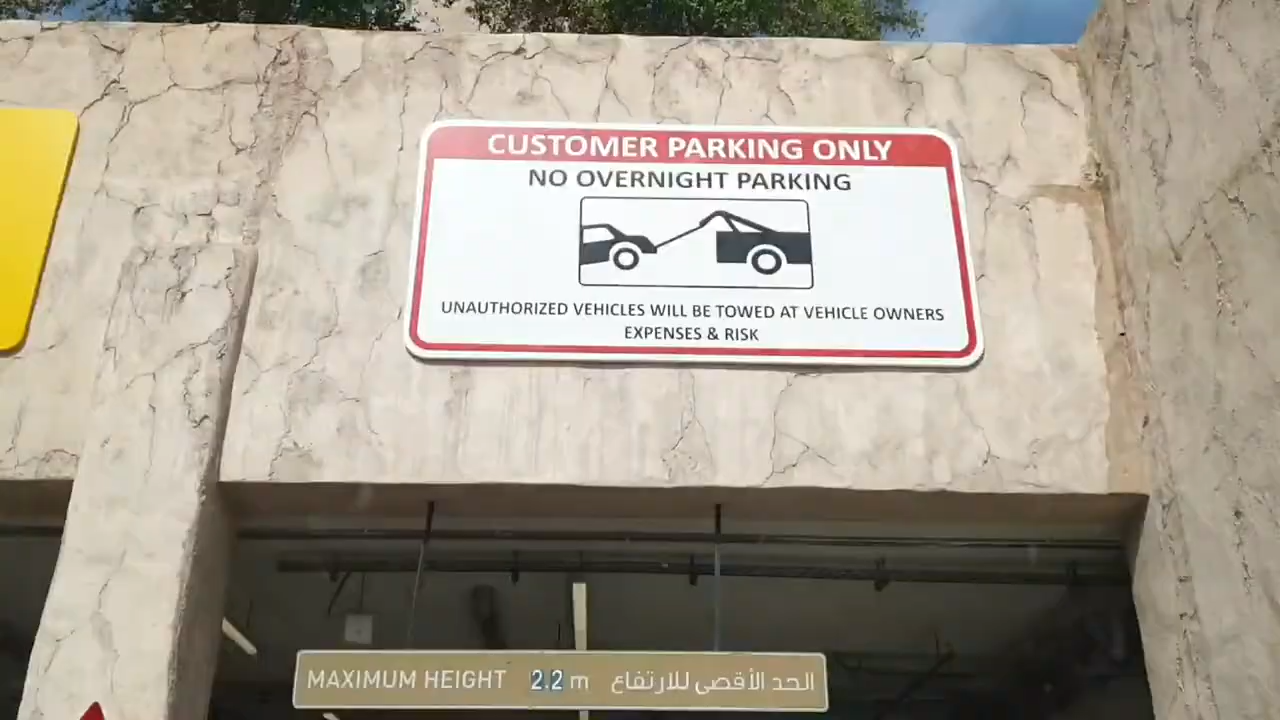 CUSTOMER PARKING ONLY
NO OVERNIGHT PARKING
UNAUTHORIZED VEHICLES WILL BE TOWED AT VEHICLE OWNERS
EXPENSES & RISK
MAXIMUM HEIGHT 2.2 m الحد الأقصى للارتفاع